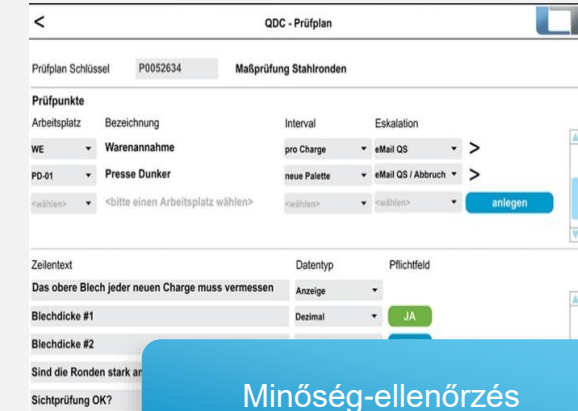 < QDC - Prüfplan
Prüfplan Schlüssel P0052634 Maßprüfung Stahlronden
Prüfpunkte
Arbeitsplatz Bezeichnung Interval Eskalation
WE Warenannahme pro Charge eMail QS >
PD-01 Presse Dunker neue Palette eMail QS / Abbruch >
<wählen> <bitte einen Arbeitsplatz wählen> <wählen> <wählen> anlegen
Zeilentext Datentyp Pflichtfeld
Das obere Blech jeder neuen Charge muss vermessen Anzeige
Blechdicke #1 Dezimal JA
Blechdicke #2
Sind die Ronden stark
Sichtprüfung OK?
Minőség-ellenőrzés